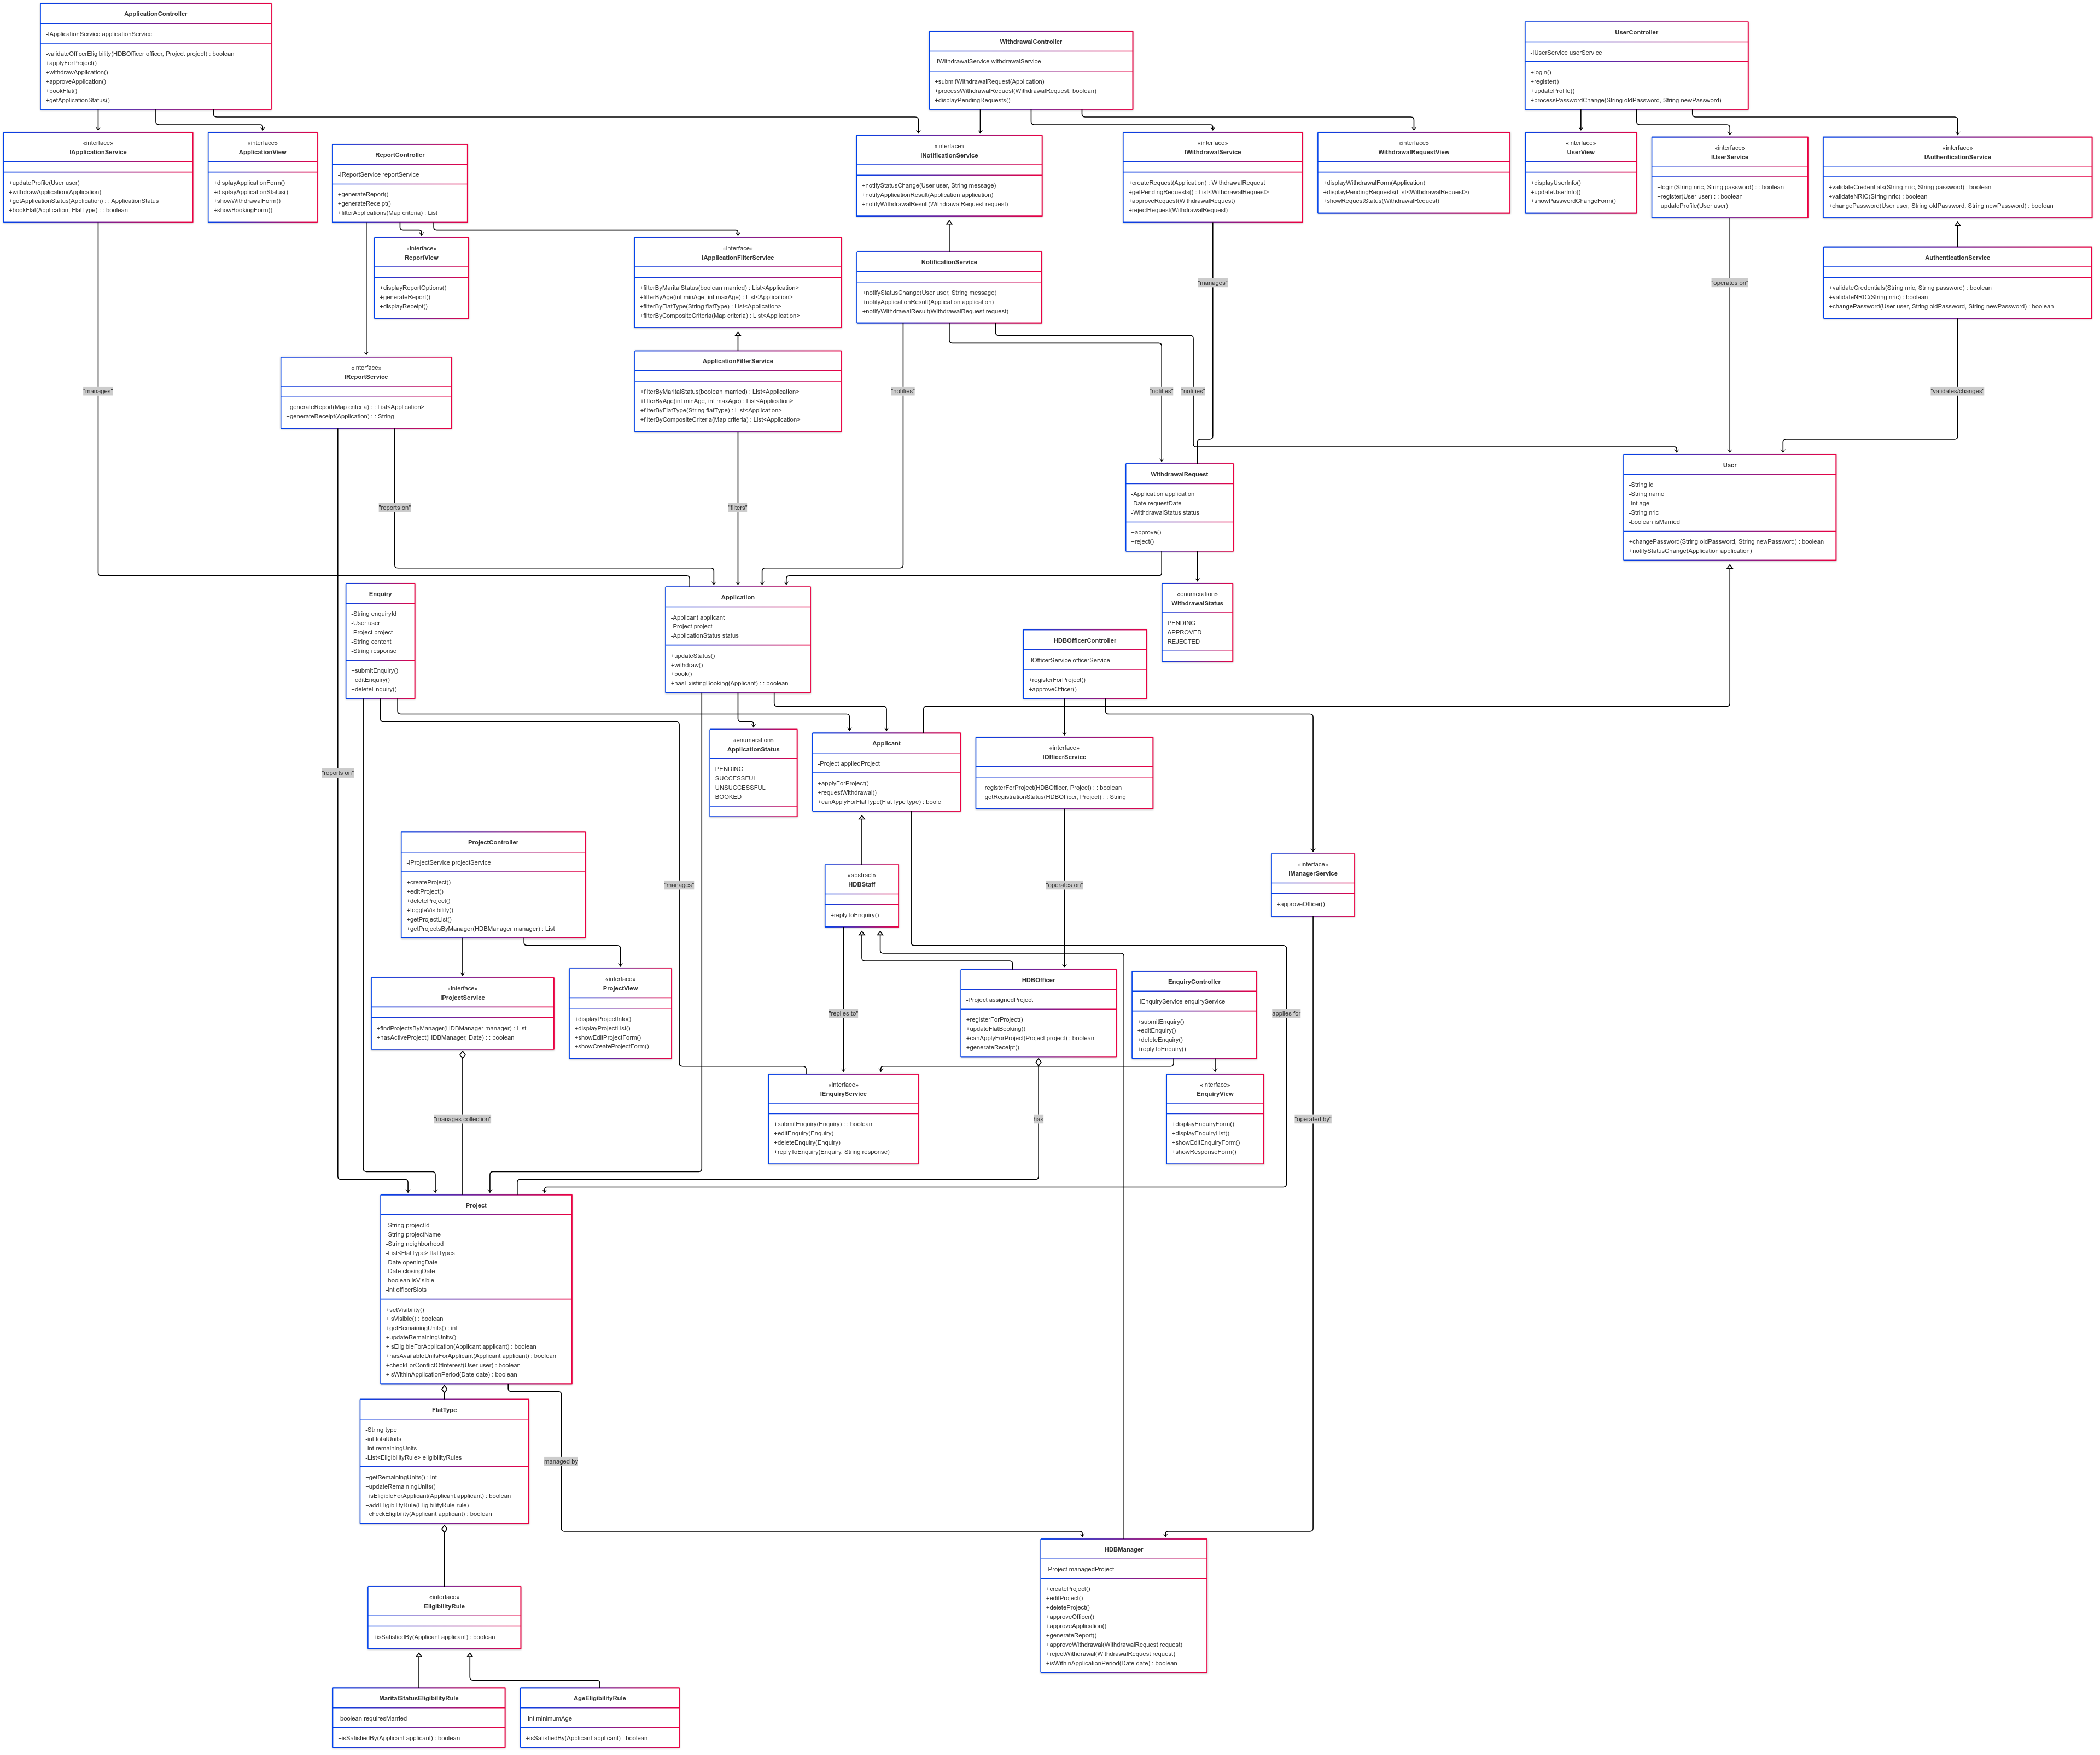 ApplicationController
-IApplicationService applicationService
-validateOfficerEligibility(HDBOfficer officer, Project project) : boolean
+applyForProject()
+withdrawApplication()
+approveApplication()
+bookFlat()
+getApplicationStatus()
WithdrawalController
-IWithdrawalService withdrawalService
+submitWithdrawalRequest(Application)
+processWithdrawalRequest(WithdrawalRequest, boolean)
+displayPendingRequests()
UserController
-IUserService userService
+login()
+register()
+updateProfile()
+processPasswordChange(String oldPassword, String newPassword)
«interface»
IApplicationService
+updateProfile(User user)
+withdrawApplication(Application)
+getApplicationStatus(Application) : : ApplicationStatus
+bookFlat(Application, FlatType) : : boolean
«interface»
ApplicationView
+displayApplicationForm()
+displayApplicationStatus()
+showWithdrawalForm()
+showBookingForm()
ReportController
-IReportService reportService
+generateReport()
+generateReceipt()
+filterApplications(Map criteria) : List
«interface»
INotificationService
+notifyStatusChange(User user, String message)
+notifyApplicationResult(Application application)
+notifyWithdrawalResult(WithdrawalRequest request)
«interface»
IWithdrawalService
+createRequest(Application) : WithdrawalRequest
+getPendingRequests() : List<WithdrawalRequest>
+approveRequest(WithdrawalRequest)
+rejectRequest(WithdrawalRequest)
«interface»
WithdrawalRequestView
+displayWithdrawalForm(Application)
+displayPendingRequests(List<WithdrawalRequest>)
+showRequestStatus(WithdrawalRequest)
«interface»
UserView
+displayUserInfo()
+updateUserInfo()
+showPasswordChangeForm()
«interface»
IUserService
+login(String nric, String password) : : boolean
+register(User user) : : boolean
+updateProfile(User user)
«interface»
IAuthenticationService
+validateCredentials(String nric, String password) : boolean
+validateNRIC(String nric) : boolean
+changePassword(User user, String oldPassword, String newPassword) : boolean
«interface»
ReportView
+displayReportOptions()
+generateReport()
+displayReceipt()
«interface»
IApplicationFilterService
+filterByMaritalStatus(boolean married) : List<Application>
+filterByAge(int minAge, int maxAge) : List<Application>
+filterByFlatType(String flatType) : List<Application>
+filterByCompositeCriteria(Map criteria) : List<Application>
NotificationService
+notifyStatusChange(User user, String message)
+notifyApplicationResult(Application application)
+notifyWithdrawalResult(WithdrawalRequest request)
"manages"
"operates on"
AuthenticationService
+validateCredentials(String nric, String password) : boolean
+validateNRIC(String nric) : boolean
+changePassword(User user, String oldPassword, String newPassword) : boolean
«interface»
IReportService
+generateReport(Map criteria) : : List<Application>
+generateReceipt(Application) : : String
ApplicationFilterService
+filterByMaritalStatus(boolean married) : List<Application>
+filterByAge(int minAge, int maxAge) : List<Application>
+filterByFlatType(String flatType) : List<Application>
+filterByCompositeCriteria(Map criteria) : List<Application>
"manages"
"notifies"
"notifies"
"notifies"
"validates/changes"
"reports on"
"filters"
WithdrawalRequest
-Application application
-Date requestDate
-WithdrawalStatus status
+approve()
+reject()
User
-String id
-String name
-int age
-String nric
-boolean isMarried
+changePassword(String oldPassword, String newPassword) : boolean
+notifyStatusChange(Application application)
Enquiry
-String enquiryId
-User user
-Project project
-String content
-String response
+submitEnquiry()
+editEnquiry()
+deleteEnquiry()
Application
-Applicant applicant
-Project project
-ApplicationStatus status
+updateStatus()
+withdraw()
+book()
+hasExistingBooking(Applicant) : : boolean
«enumeration»
WithdrawalStatus
PENDING
APPROVED
REJECTED
HDBOfficerController
-IOfficerService officerService
+registerForProject()
+approveOfficer()
"reports on"
«enumeration»
ApplicationStatus
PENDING
SUCCESSFUL
UNSUCCESSFUL
BOOKED
Applicant
-Project appliedProject
+applyForProject()
+requestWithdrawal()
+canApplyForFlatType(FlatType type) : boole
«interface»
IOfficerService
+registerForProject(HDBOfficer, Project) : : boolean
+getRegistrationStatus(HDBOfficer, Project) : : String
ProjectController
-IProjectService projectService
+createProject()
+editProject()
+deleteProject()
+toggleVisibility()
+getProjectList()
+getProjectsByManager(HDBManager manager) : List
"manages"
«abstract»
HDBStaff
+replyToEnquiry()
"operates on"
«interface»
IManagerService
+approveOfficer()
«interface»
IProjectService
+findProjectsByManager(HDBManager manager) : List
+hasActiveProject(HDBManager, Date) : : boolean
«interface»
ProjectView
+displayProjectInfo()
+displayProjectList()
+showEditProjectForm()
+showCreateProjectForm()
"replies to"
HDBOfficer
-Project assignedProject
+registerForProject()
+updateFlatBooking()
+canApplyForProject(Project project) : boolean
+generateReceipt()
EnquiryController
-IEnquiryService enquiryService
+submitEnquiry()
+editEnquiry()
+deleteEnquiry()
+replyToEnquiry()
applies for
"manages collection"
«interface»
IEnquiryService
+submitEnquiry(Enquiry) : : boolean
+editEnquiry(Enquiry)
+deleteEnquiry(Enquiry)
+replyToEnquiry(Enquiry, String response)
has
«interface»
EnquiryView
+displayEnquiryForm()
+displayEnquiryList()
+showEditEnquiryForm()
+showResponseForm()
"operated by"
Project
-String projectId
-String projectName
-String neighborhood
-List<FlatType> flatTypes
-Date openingDate
-Date closingDate
-boolean isVisible
-int officerSlots
+setVisibility()
+isVisible() : boolean
+getRemainingUnits() : int
+updateRemainingUnits()
+isEligibleForApplication(Applicant applicant) : boolean
+hasAvailableUnitsForApplicant(Applicant applicant) : boolean
+checkForConflictOfInterest(User user) : boolean
+isWithinApplicationPeriod(Date date) : boolean
FlatType
-String type
-int totalUnits
-int remainingUnits
-List<EligibilityRule> eligibilityRules
+getRemainingUnits() : int
+updateRemainingUnits()
+isEligibleForApplicant(Applicant applicant) : boolean
+addEligibilityRule(EligibilityRule rule)
+checkEligibility(Applicant applicant) : boolean
managed by
HDBManager
-Project managedProject
+createProject()
+editProject()
+deleteProject()
+approveOfficer()
+approveApplication()
+generateReport()
+approveWithdrawal(WithdrawalRequest request)
+rejectWithdrawal(WithdrawalRequest request)
+isWithinApplicationPeriod(Date date) : boolean
«interface»
EligibilityRule
+isSatisfiedBy(Applicant applicant) : boolean
MaritalStatusEligibilityRule
-boolean requiresMarried
+isSatisfiedBy(Applicant applicant) : boolean
AgeEligibilityRule
-int minimumAge
+isSatisfiedBy(Applicant applicant) : boolean